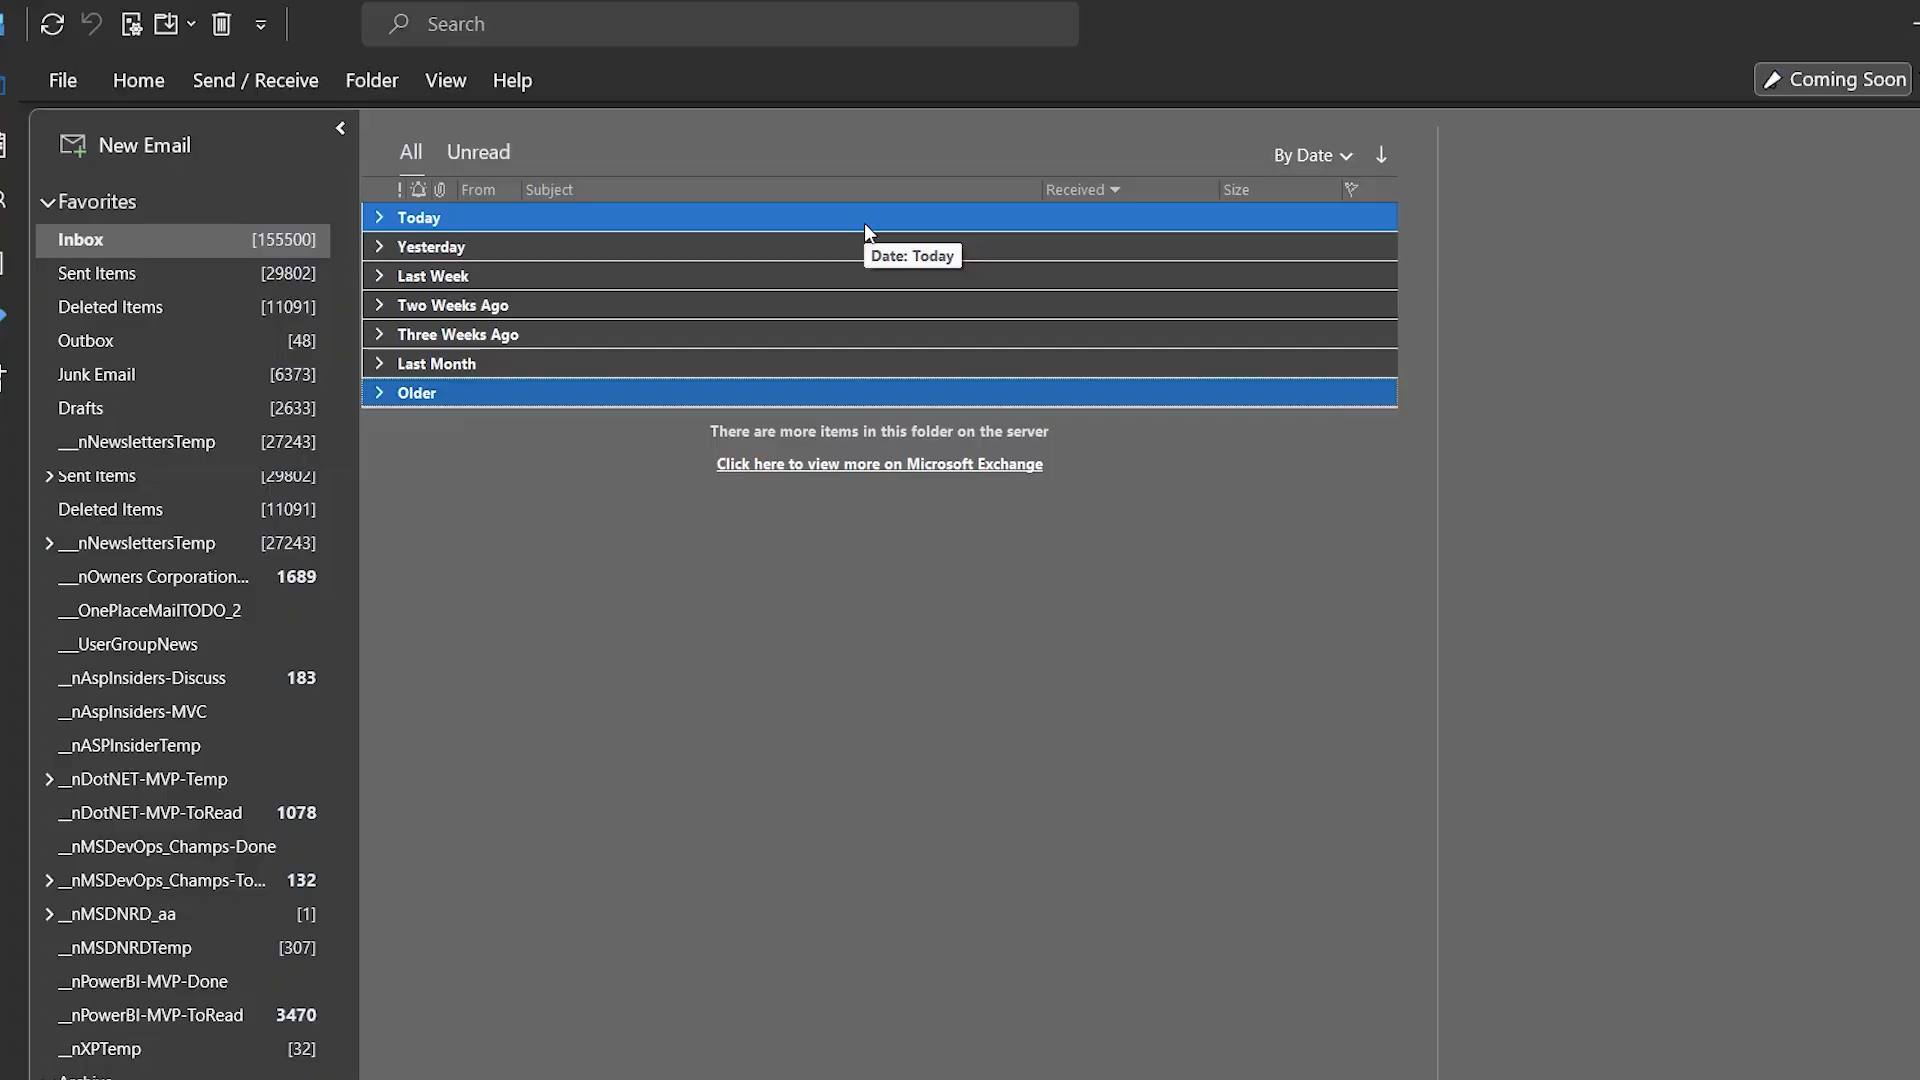 Search
File Home Send / Receive Folder View Help
Coming Soon
New Email
Favorites
Inbox [155500]
Sent Items [29802]
Deleted Items [11091]
Outbox [48]
Junk Email [6373]
Drafts [2633]
__nNewslettersTemp [27243]
Sent Items [29802]
Deleted Items [11091]
__nNewslettersTemp [27243]
___nOwners Corporation... 1689
___OnePlaceMailTODO_2
___UserGroupNews
__nAspInsiders-Discuss 183
__nAspInsiders-MVC
__nASPInsiderTemp
__nDotNET-MVP-Temp
__nDotNET-MVP-ToRead 1078
__nMSDevOps_Champs-Done
__nMSDevOps_Champs-To... 132
__nMSDNRD_aa [1]
__nMSDNRDTemp [307]
__nPowerBI-MVP-Done
__nPowerBI-MVP-ToRead 3470
__nXPTemp [32]
All Unread
By Date
From Subject Received Size
Today
Yesterday
Date: Today
Last Week
Two Weeks Ago
Three Weeks Ago
Last Month
Older
There are more items in this folder on the server
Click here to view more on Microsoft Exchange